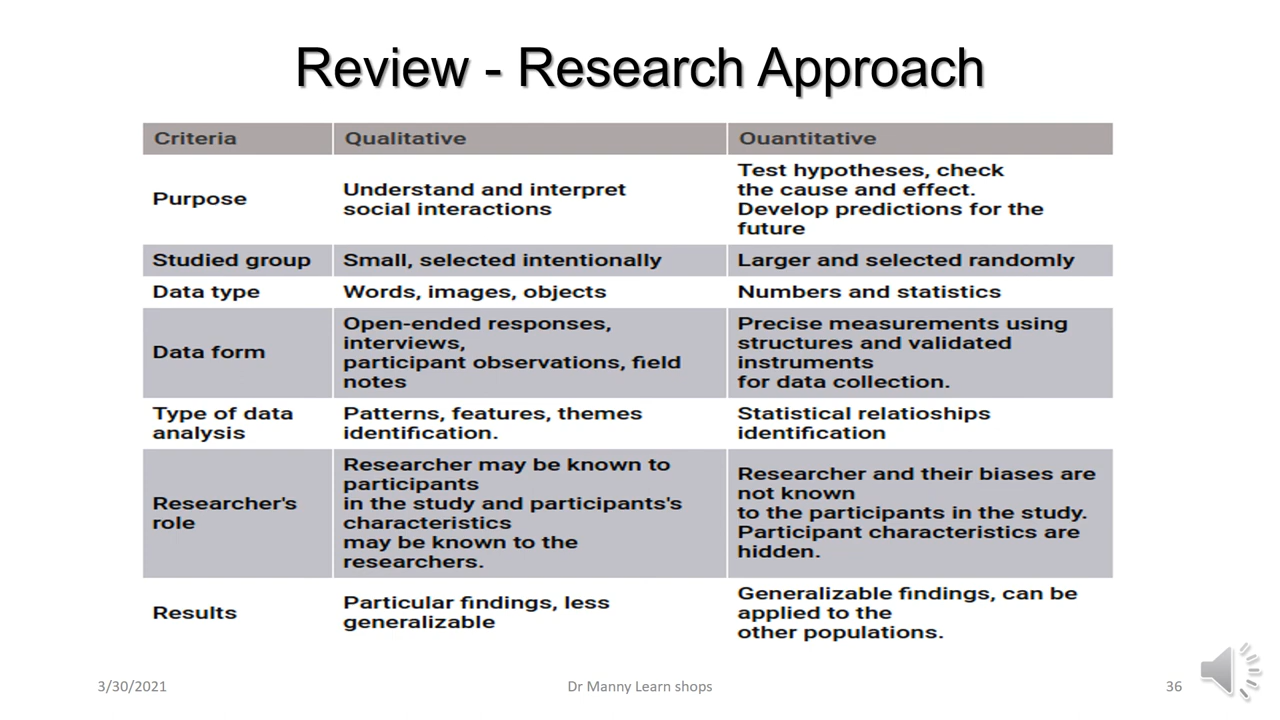 Review - Research Approach
Criteria
Qualitative
Ouantitative
Purpose
Understand and interpret
social interactions
Test hypotheses, check
the cause and effect.
Develop predictions for the
future
Studied group
Small, selected intentionally
Larger and selected randomly
Data type
Words, images, objects
Numbers and statistics
Data form
Open-ended responses,
interviews,
participant observations, field
notes
Precise measurements using
structures and validated
instruments
for data collection.
Type of data
analysis
Patterns, features, themes
identification.
Statistical relatioships
identification
Researcher's
role
Researcher may be known to
participants
in the study and participants's
characteristics
may be known to the
researchers.
Researcher and their biases are
not known
to the participants in the study.
Participant characteristics are
hidden.
Results
Particular findings, less
generalizable
Generalizable findings, can be
applied to the
other populations.
3/30/2021
Dr Manny Learn shops
36